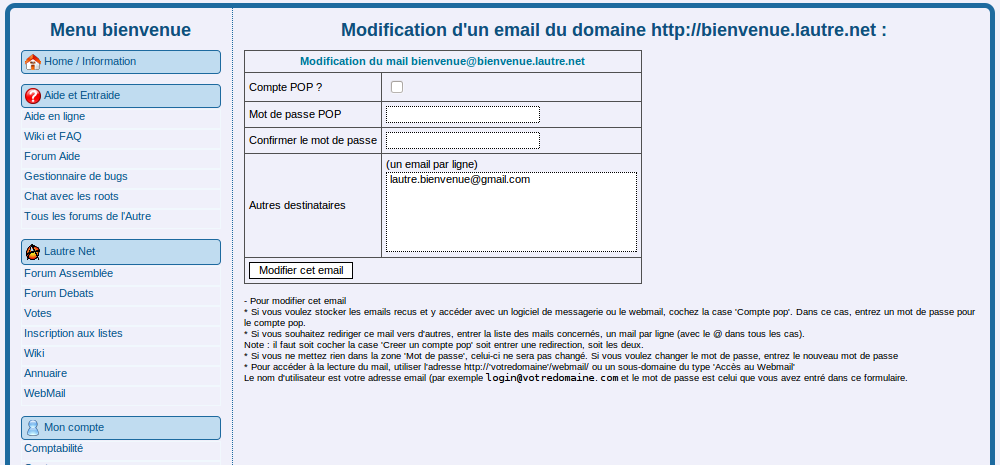 Menu bienvenue
Home / Information
Aide et Entraide
Aide en ligne
Wiki et FAQ
Forum Aide
Gestionnaire de bugs
Chat avec les roots
Tous les forums de l'Autre
Lautre Net
Forum Assemblée
Forum Debats
Votes
Inscription aux listes
Wiki
Annuaire
WebMail
Mon compte
Comptabilité
Modification d'un email du domaine http://bienvenue.lautre.net :
Modification du mail bienvenue@bienvenue.lautre.net
Compte POP ?
Mot de passe POP
Confirmer le mot de passe
Autres destinataires
(un email par ligne)
lautre.bienvenue@gmail.com
Modifier cet email
- Pour modifier cet email
* Si vous voulez stocker les emails recus et y accéder avec un logiciel de messagerie ou le webmail, cochez la case 'Compte pop'. Dans ce cas, entrez un mot de passe pour
le compte pop.
* Si vous souhaitez rediriger ce mail vers d'autres, entrer la liste des mails concernés, un mail par ligne (avec le @ dans tous les cas).
Note : il faut soit cocher la case 'Creer un compte pop' soit entrer une redirection, soit les deux.
* Si vous ne mettez rien dans la zone 'Mot de passe', celui-ci ne sera pas changé. Si vous voulez changer le mot de passe, entrez le nouveau mot de passe
* Pour accéder à la lecture du mail, utiliser l'adresse http://'votredomaine'/webmail/ ou un sous-domaine du type 'Accès au Webmail'
Le nom d'utilisateur est votre adresse email (par exemple login@votredomaine.com et le mot de passe est celui que vous avez entré dans ce formulaire.